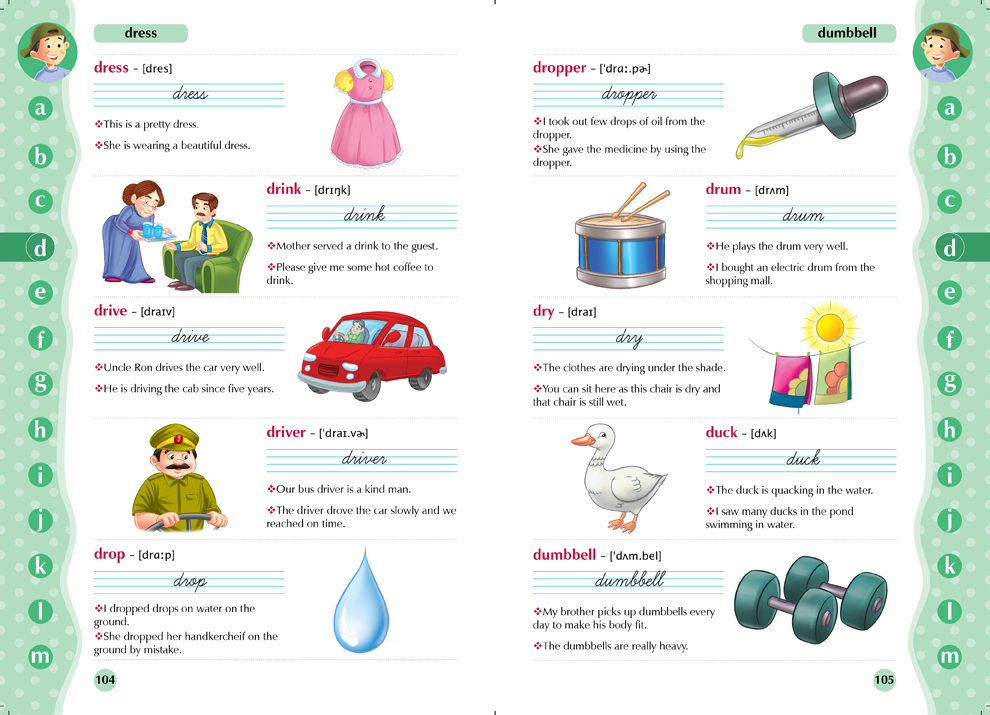 dress
a
b
c
d
e
f
g
h
i
j
k
l
m
dress – [dres]
dress
❖This is a pretty dress.
❖She is wearing a beautiful dress.
drink – [drɪŋk]
drink
❖Mother served a drink to the guest.
❖Please give me some hot coffee to
drink.
drive – [draɪv]
drive
❖Uncle Ron drives the car very well.
❖He is driving the cab since five years.
driver – [ˈdraɪ.vɚ]
driver
❖Our bus driver is a kind man.
❖The driver drove the car slowly and we
reached on time.
drop – [drɑːp]
drop
❖I dropped drops on water on the
ground.
❖She dropped her handkercheif on the
ground by mistake.
104
dumbbell
dropper – [ˈdrɑː.pɚ]
dropper
❖I took out few drops of oil from the
dropper.
❖She gave the medicine by using the
dropper.
drum – [drʌm]
drum
❖He plays the drum very well.
❖I bought an electric drum from the
shopping mall.
dry – [draɪ]
dry
❖The clothes are drying under the shade.
❖You can sit here as this chair is dry and
that chair is still wet.
duck – [dʌk]
duck
❖The duck is quacking in the water.
❖I saw many ducks in the pond
swimming in water.
dumbbell – [ˈdʌm.bel]
dumbbell
❖My brother picks up dumbbells every
day to make his body fit.
❖The dumbbells are really heavy.
105
a
b
c
d
e
f
g
h
i
j
k
l
m